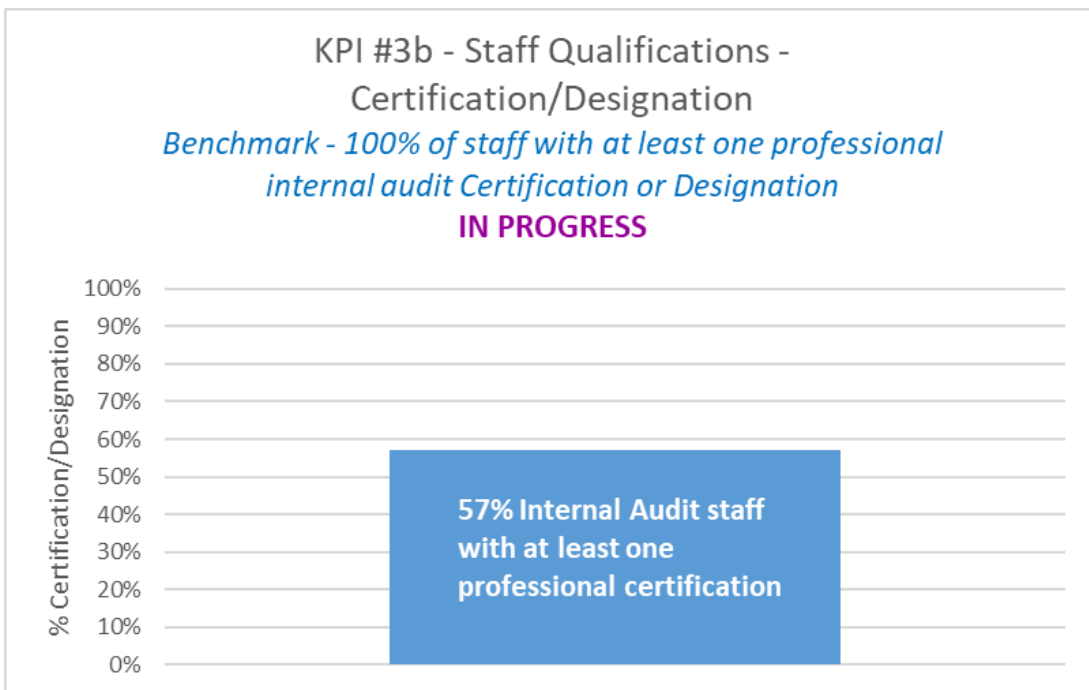 KPI #3b - Staff Qualifications -
Certification/Designation
Benchmark - 100% of staff with at least one professional
internal audit Certification or Designation
IN PROGRESS
% Certification/Designation
100%
90%
80%
70%
60%
50%
40%
30%
20%
10%
0%
57% Internal Audit staff
with at least one
professional certification